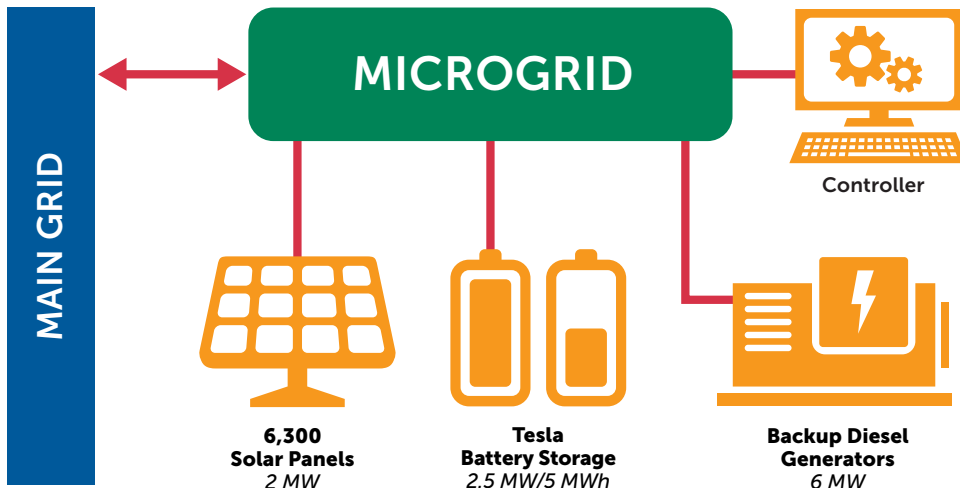 MAIN GRID
MICROGRID
Controller
6,300
Solar Panels
2 MW
Tesla
Battery Storage
2.5 MW/5 MWh
Backup Diesel
Generators
6 MW